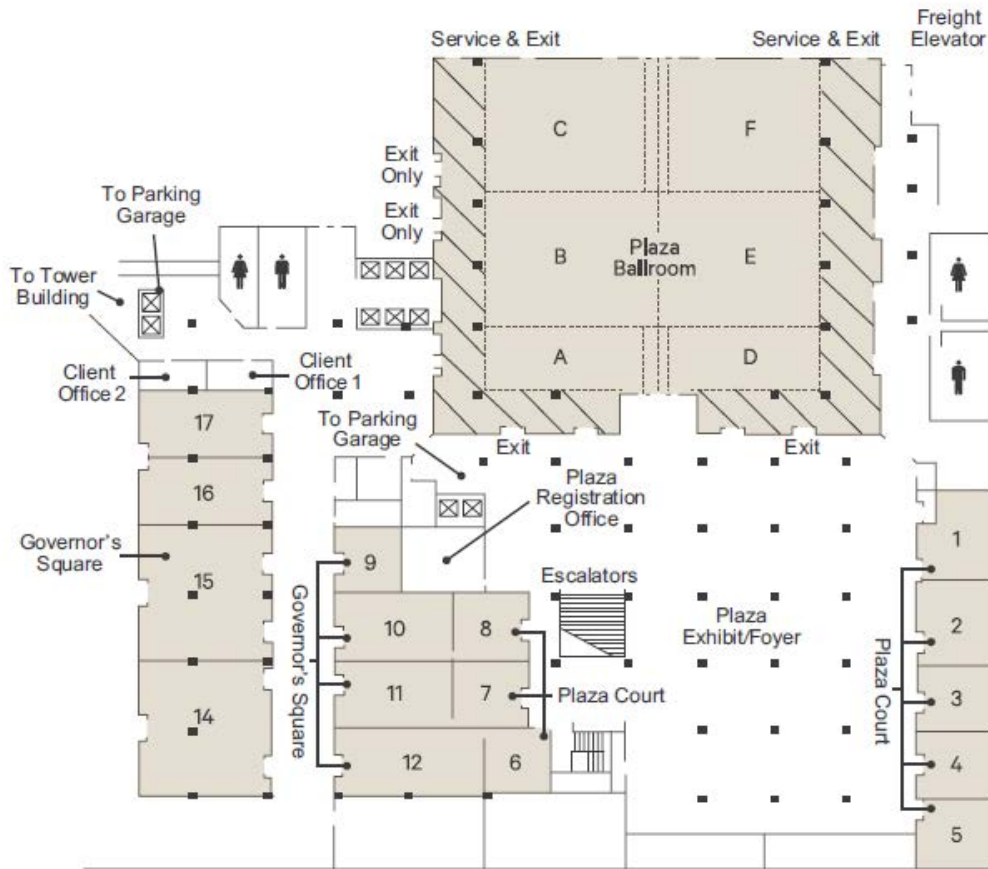 Service & Exit
Service & Exit
Freight
Elevator
C
F
Exit
Only
To Parking
Garage
Exit
Only
B
Plaza
Ballroom
E
To Tower
Building
A
D
Client
Office 2
Client
Office 1
17
To Parking
Garage
Exit
Exit
16
Plaza
Registration
Office
Governor's
Square
15
9
Escalators
1
Governor's Square
10
8
Plaza
Exhibit/Foyer
2
11
7
Plaza Court
Plaza Court
3
14
12
6
4
5